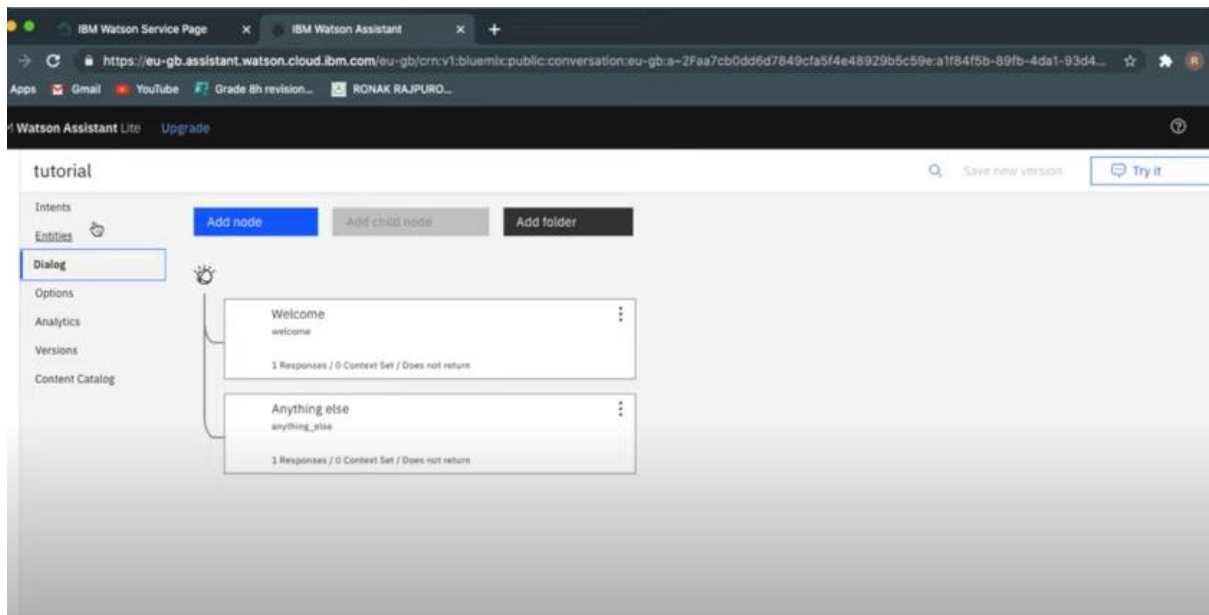 IBM Watson Service Page
IBM Watson Assistant
https://eu-gb.assistant.watson.cloud.ibm.com/eu-gb/crn:v1:bluemix:public:conversation:eu-gb:a~2Faa7cb0dd6d7849cfa5f4e48929b5c59e:a1f84f5b-89fb-4da1-93d4...
R
Apps Gmail YouTube Grade 8h revision... RONAK RAJPURO...
Watson Assistant Lite Upgrade
tutorial
Save new version
Try it
Intents
Entities
Dialog
Options
Analytics
Versions
Content Catalog
Add node
Add child node
Add folder
Welcome
welcome
1 Responses / 0 Context Set / Does not return
Anything else
anything_else
1 Responses / 0 Context Set / Does not return